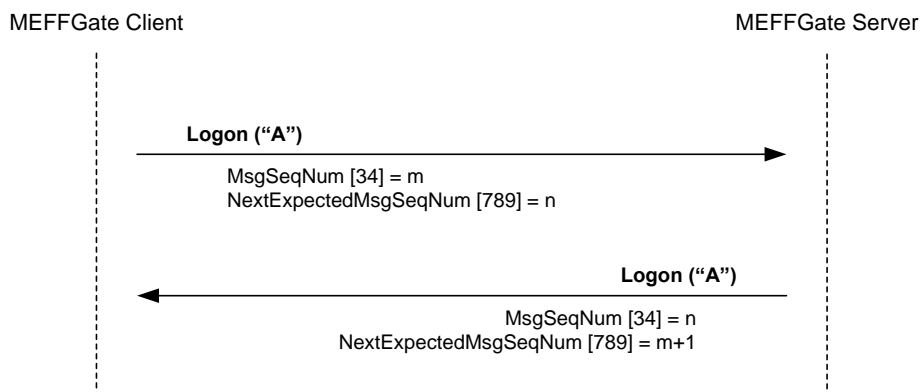 MEFFGate Client
MEFFGate Server
Logon (“A”)
MsgSeqNum [34] = m
NextExpectedMsgSeqNum [789] = n
Logon (“A”)
MsgSeqNum [34] = n
NextExpectedMsgSeqNum [789] = m+1